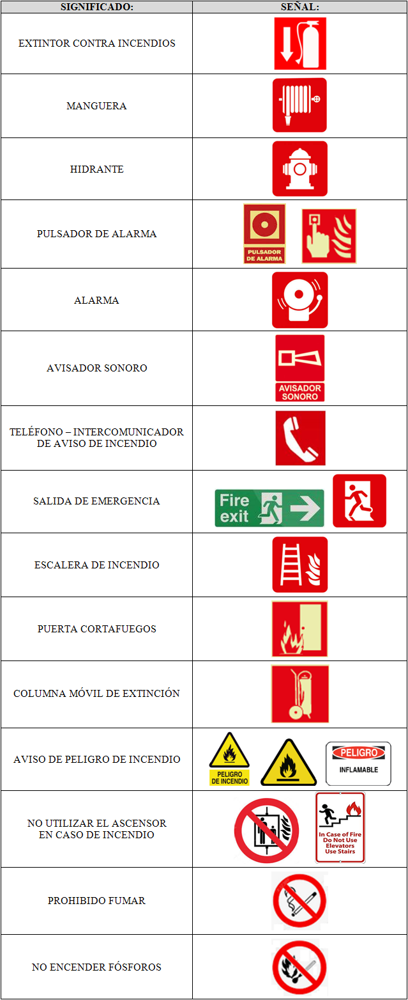 SIGNIFICADO:
SEÑAL:
EXTINTOR CONTRA INCENDIOS
MANGUERA
HIDRANTE
PULSADOR DE ALARMA
PULSADOR
DE ALARMA
ALARMA
AVISADOR SONORO
AVISADOR
SONORO
TELÉFONO – INTERCOMUNICADOR
DE AVISO DE INCENDIO
SALIDA DE EMERGENCIA
Fire
exit
ESCALERA DE INCENDIO
PUERTA CORTAFUEGOS
COLUMNA MÓVIL DE EXTINCIÓN
AVISO DE PELIGRO DE INCENDIO
PELIGRO
DE INCENDIO
PELIGRO
INFLAMABLE
NO UTILIZAR EL ASCENSOR
EN CASO DE INCENDIO
In Case of Fire
Do Not Use
Elevators
Use Stairs
PROHIBIDO FUMAR
NO ENCENDER FÓSFOROS